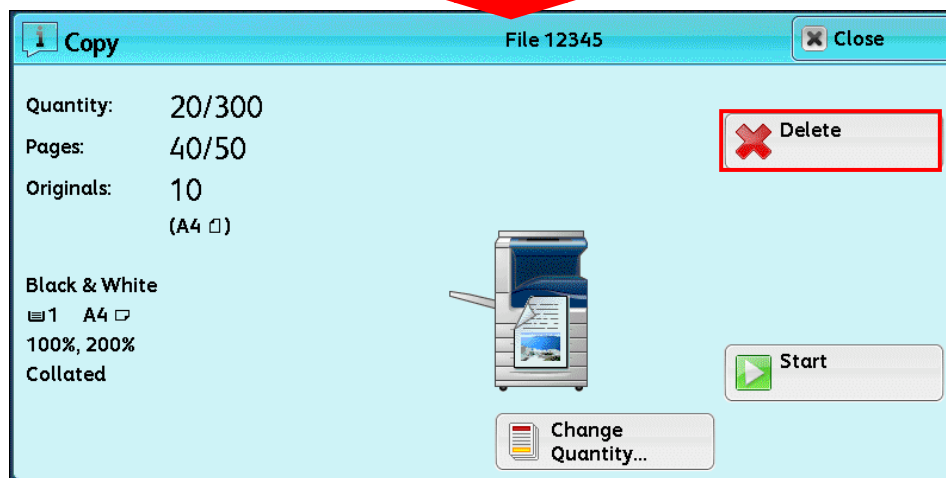 Copy
File 12345
Close
Quantity: 20/300
Pages: 40/50
Originals: 10
(A4)
Delete
Black & White
1 A4
100%, 200%
Collated
Start
Change
Quantity...